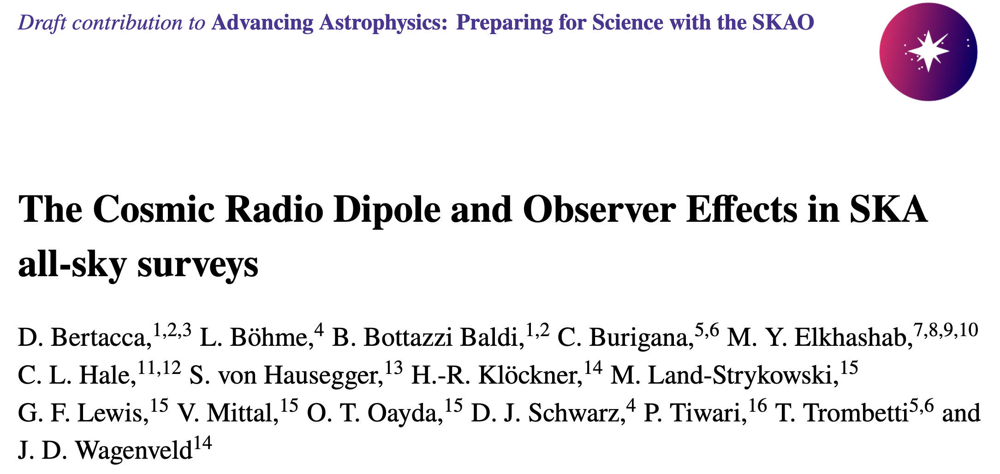 Draft contribution to Advancing Astrophysics: Preparing for Science with the SKAO
The Cosmic Radio Dipole and Observer Effects in SKA
all-sky surveys
D. Bertacca,1,2,3 L. Böhme,4 B. Bottazzi Baldi,1,2 C. Burigana,5,6 M. Y. Elkhashab,7,8,9,10
C. L. Hale,11,12 S. von Hausegger,13 H.-R. Klöckner,14 M. Land-Strykowski,15
G. F. Lewis,15 V. Mittal,15 O. T. Oayda,15 D. J. Schwarz,4 P. Tiwari,16 T. Trombetti5,6 and
J. D. Wagenveld14